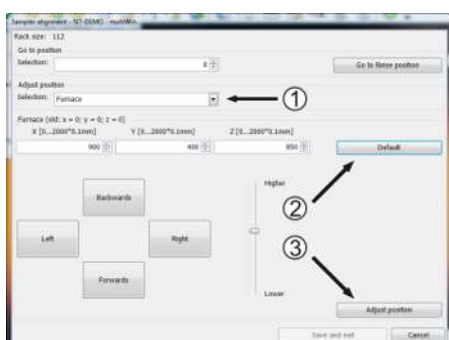 Sampler alignment - N7-DEMO - multiWin
Rack size: 112
Go to position
Selection: 0 Go to Rinse position
Adjust position
Selection: Furnace ①
Furnace (old: x = 0; y = 0; z = 0)
X [0...2000*0.1mm] Y [0...2000*0.1mm] Z [0...2000*0.1mm]
900 400 850 Default
Higher
Backwards
②
Left Right
③
Forwards
Lower
Adjust position
Save and exit Cancel